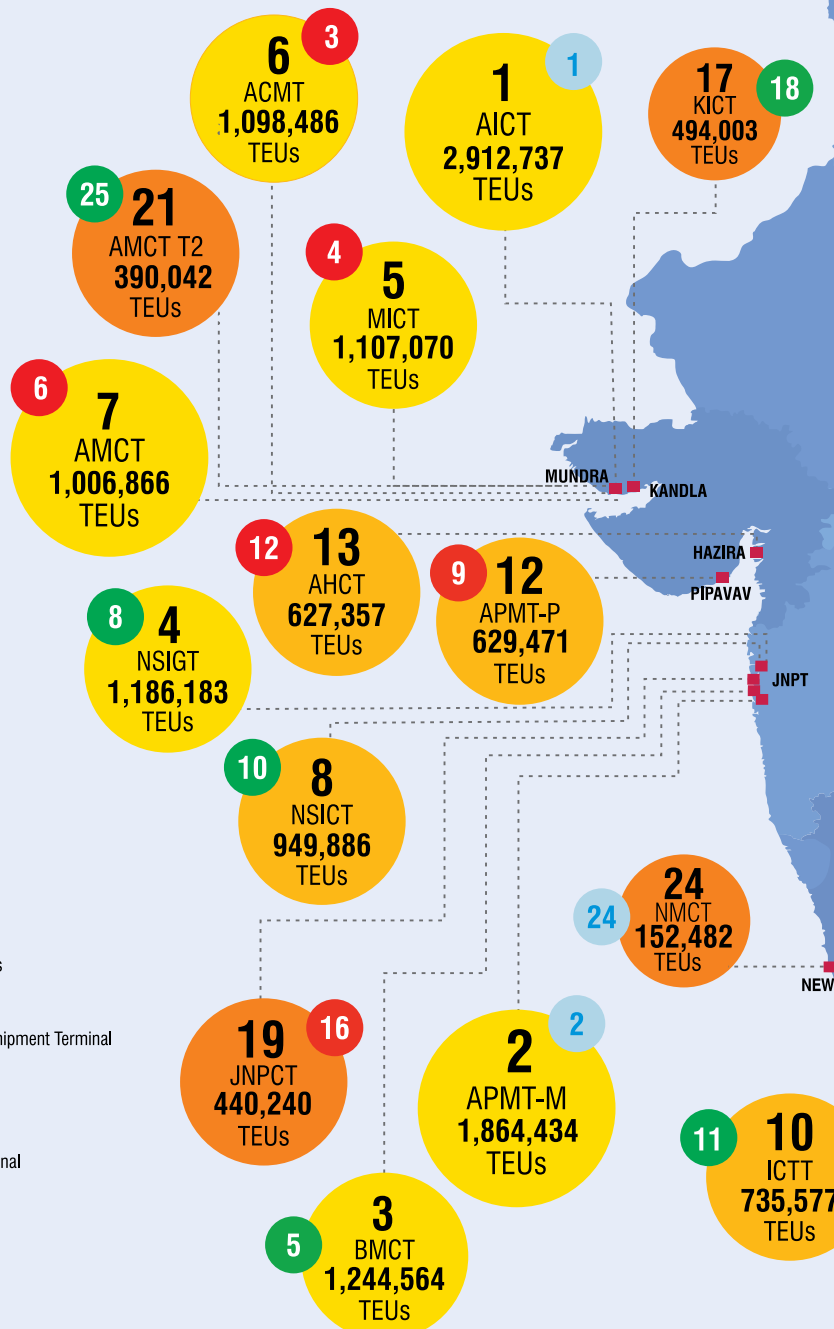 3
6
ACMT
1,098,486
TEUs
1
1
AICT
2,912,737
TEUs
18
17
KICT
494,003
TEUs
25
21
AMCT T2
390,042
TEUs
4
5
MICT
1,107,070
TEUs
6
7
AMCT
1,006,866
TEUs
MUNDRA
KANDLA
HAZIRA
PIPAVAV
12
13
AHCT
627,357
TEUs
9
12
APMT-P
629,471
TEUs
8
4
NSIGT
1,186,183
TEUs
JNPT
10
8
NSICT
949,886
TEUs
24
24
NMCT
152,482
TEUs
NEW
s
hipment Terminal
nal
16
19
JNPCT
440,240
TEUs
2
2
APMT-M
1,864,434
TEUs
11
10
ICTT
735,577
TEUs
5
3
BMCT
1,244,564
TEUs